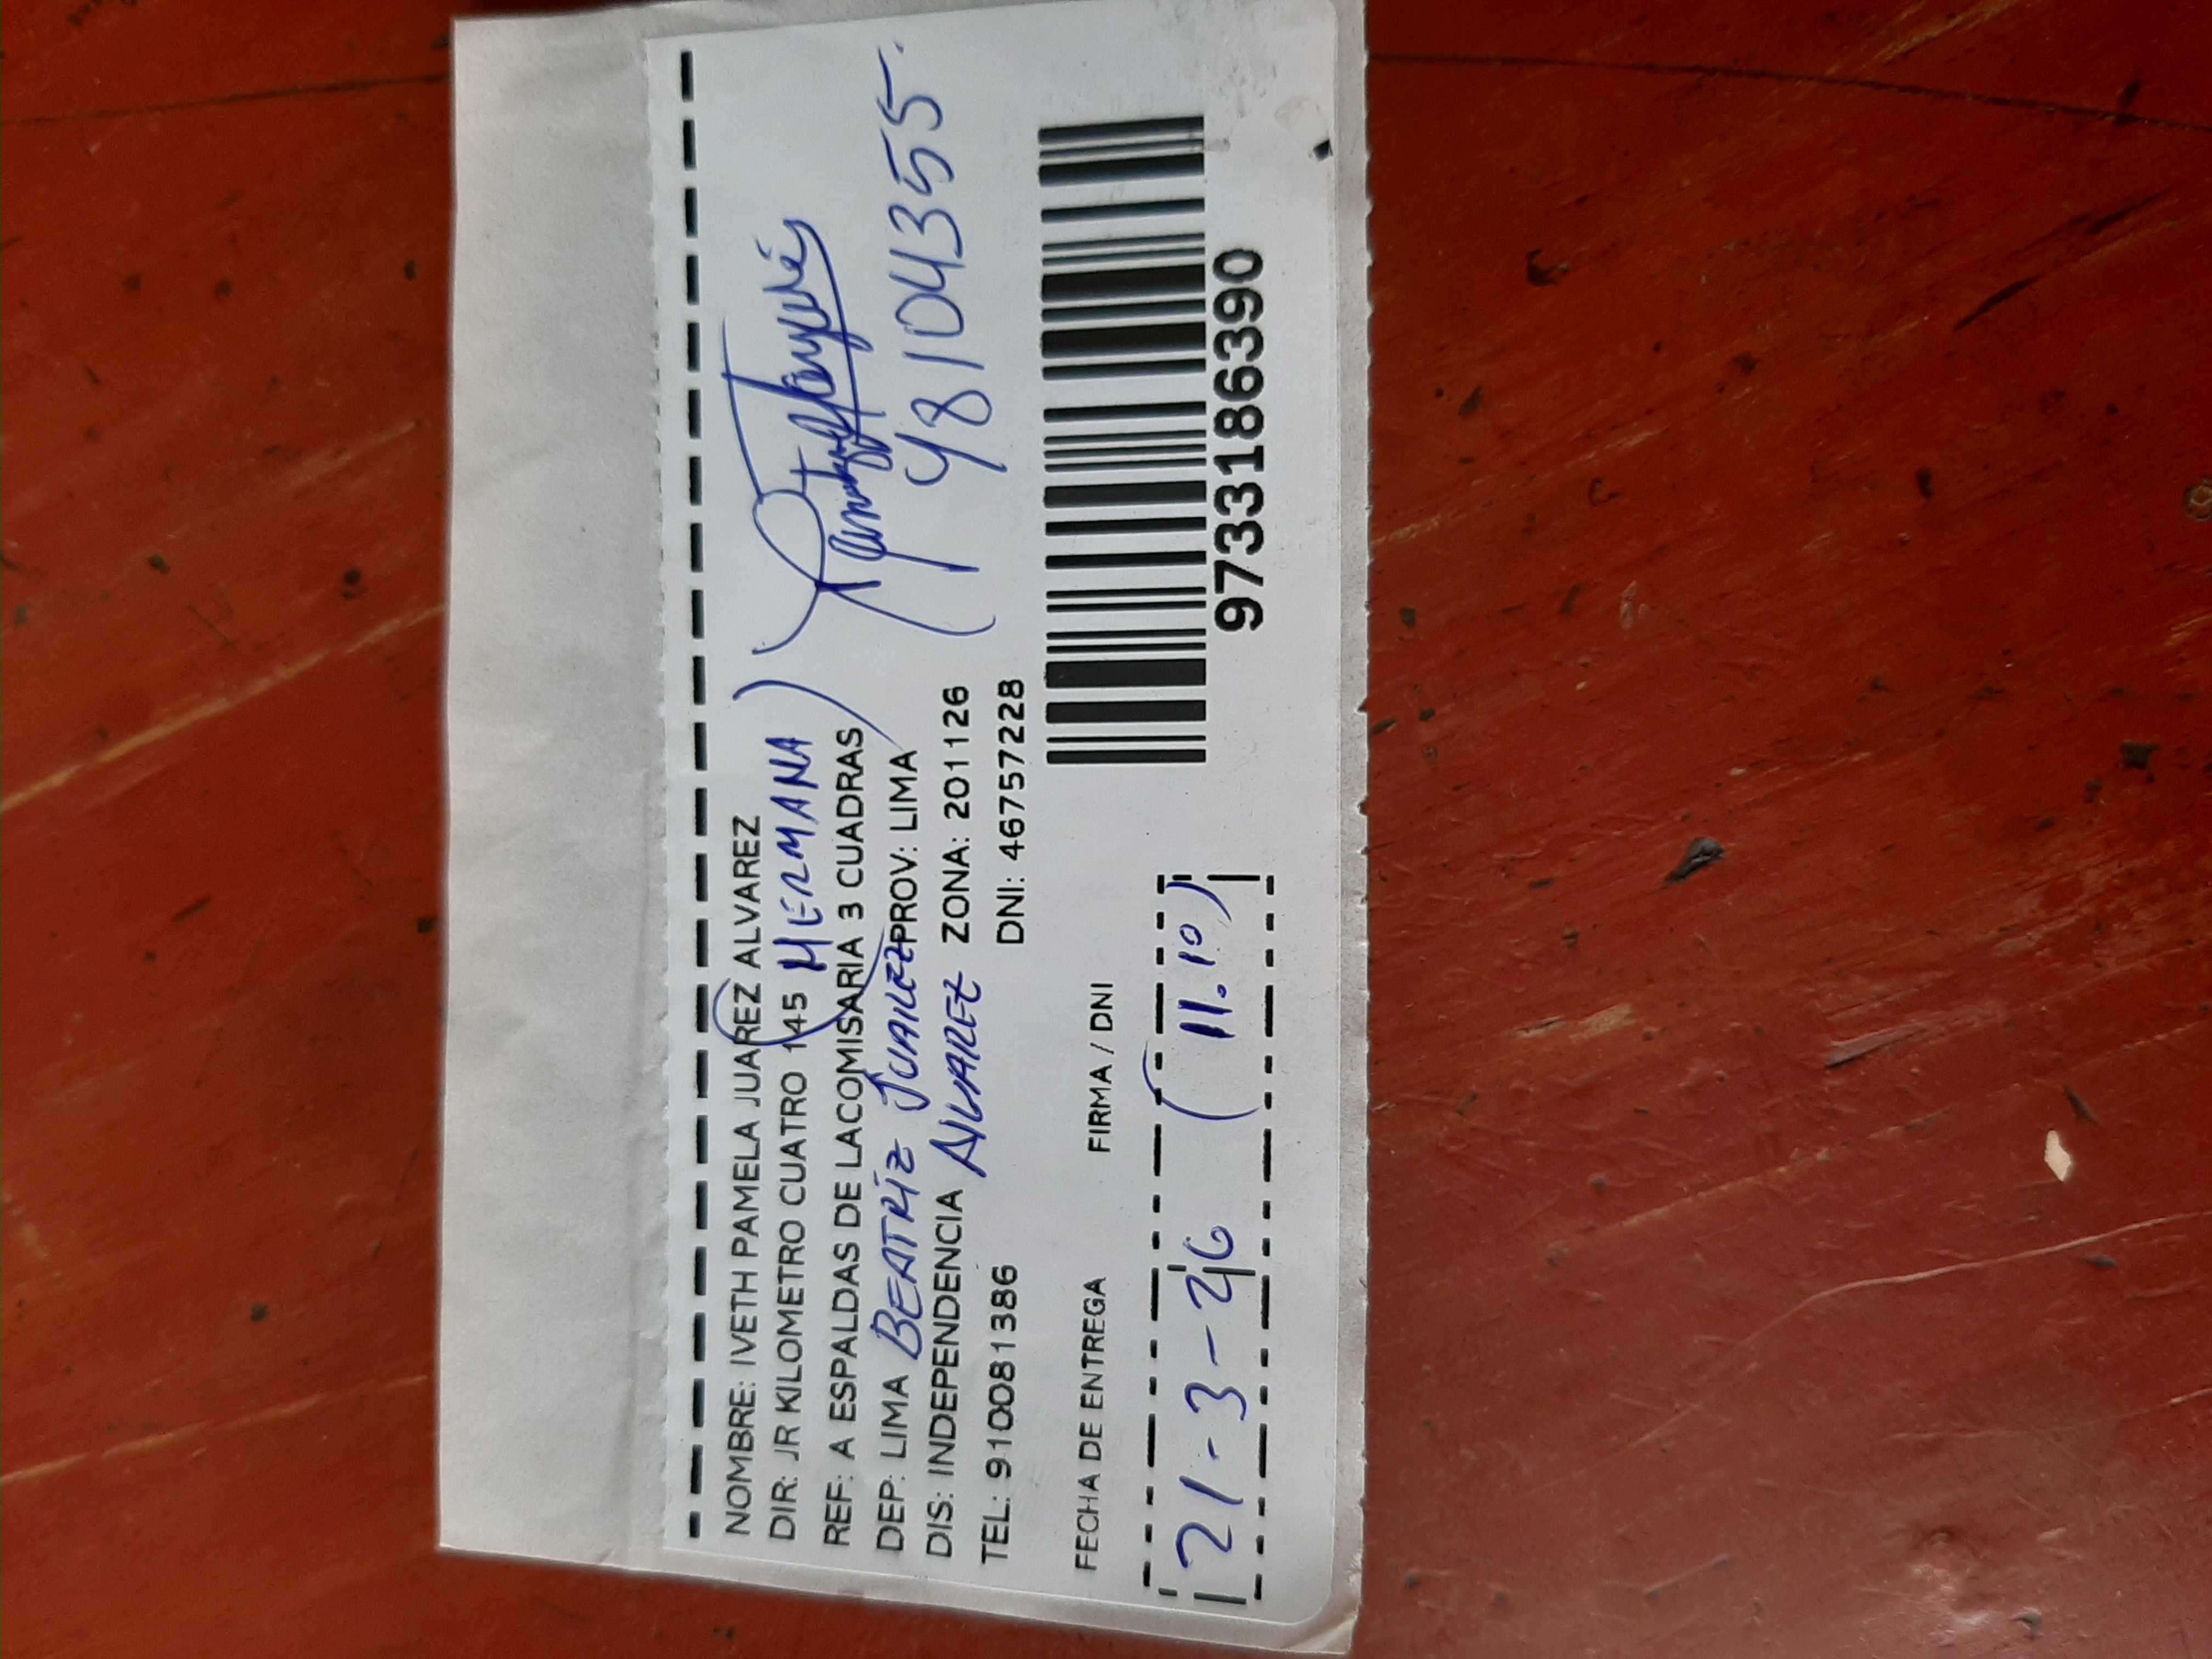 NOMBRE: IVETH PAMELA JUAREZ ALVAREZ
DIR: JR KILOMETRO CUATRO 145
(HERMANA)
REF: A ESPALDAS DE LACOMISARIA 3 CUADRAS
DEP: LIMA PROV: LIMA
BEATRÍZ JUAREZ
ALVAREZ
DIS: INDEPENDENCIA ZONA: 201126
TEL: 910081386 DNI: 46757228
48104355.
FECHA DE ENTREGA FIRMA / DNI
21-3-26 (11.10)
9733186390